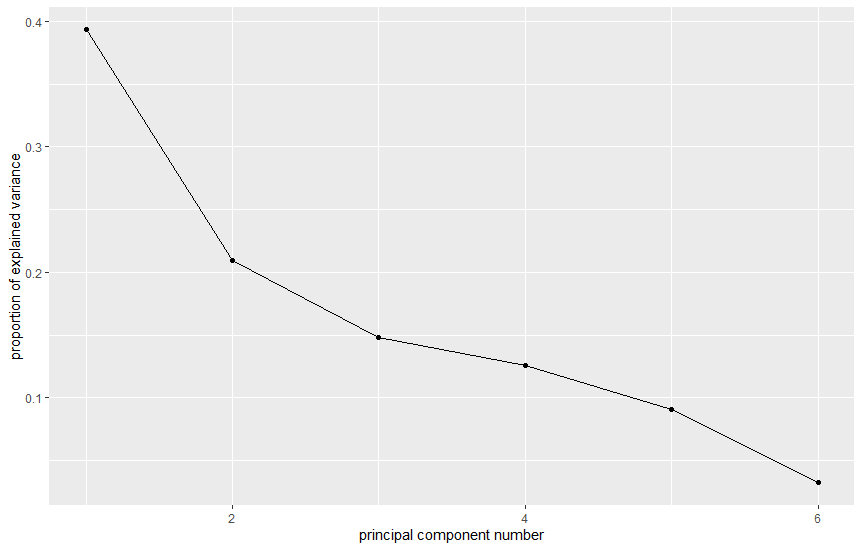 proportion of explained variance
0.4
0.3
0.2
0.1
2 4 6
principal component number